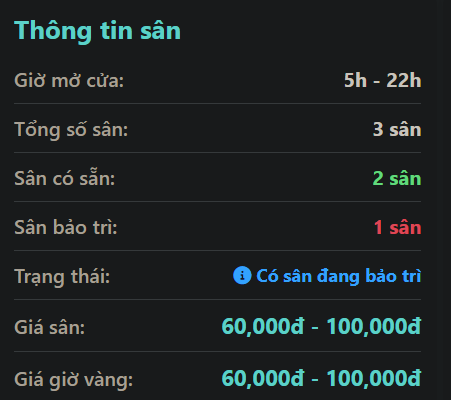 Thông tin sân
Giờ mở cửa: 5h - 22h
Tổng số sân: 3 sân
Sân có sẵn: 2 sân
Sân bảo trì: 1 sân
Trạng thái: Có sân đang bảo trì
Giá sân: 60,000đ - 100,000đ
Giá giờ vàng: 60,000đ - 100,000đ